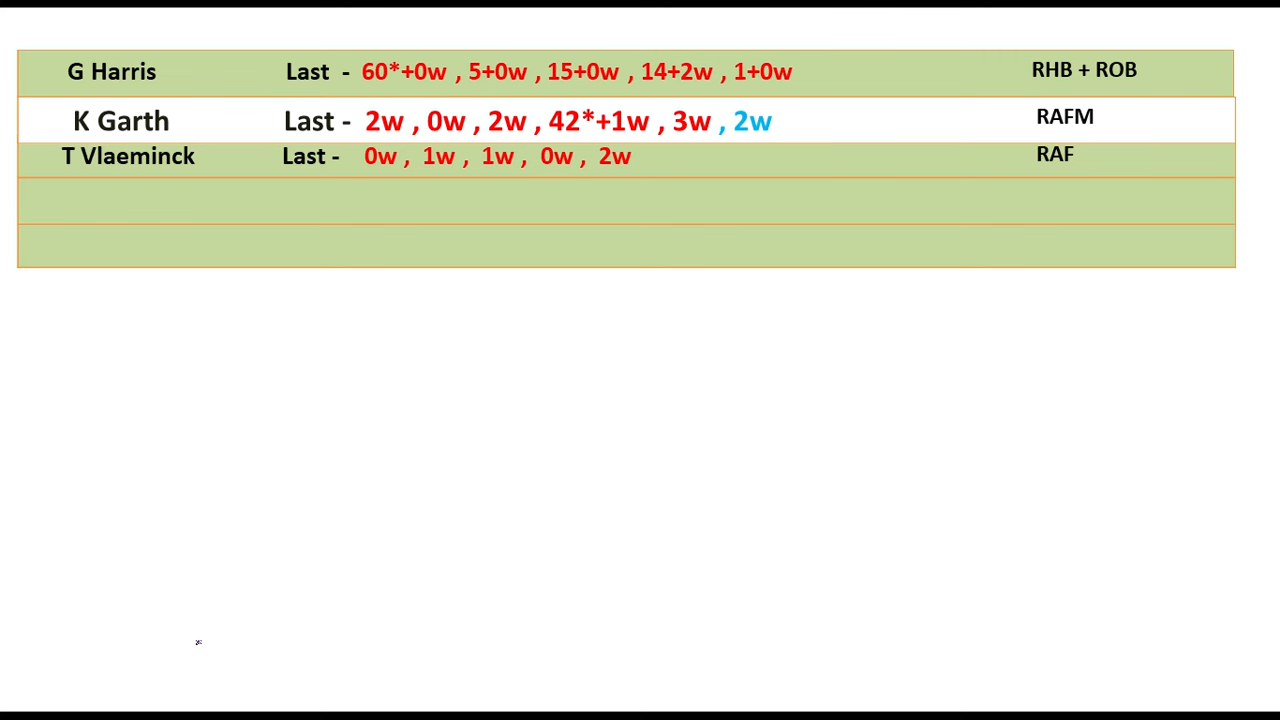 G Harris Last - 60*+0w , 5+0w , 15+0w , 14+2w , 1+0w RHB + ROB
K Garth Last - 2w , 0w , 2w , 42*+1w , 3w , 2w RAFM
T Vlaeminck Last - 0w , 1w , 1w , 0w , 2w RAF